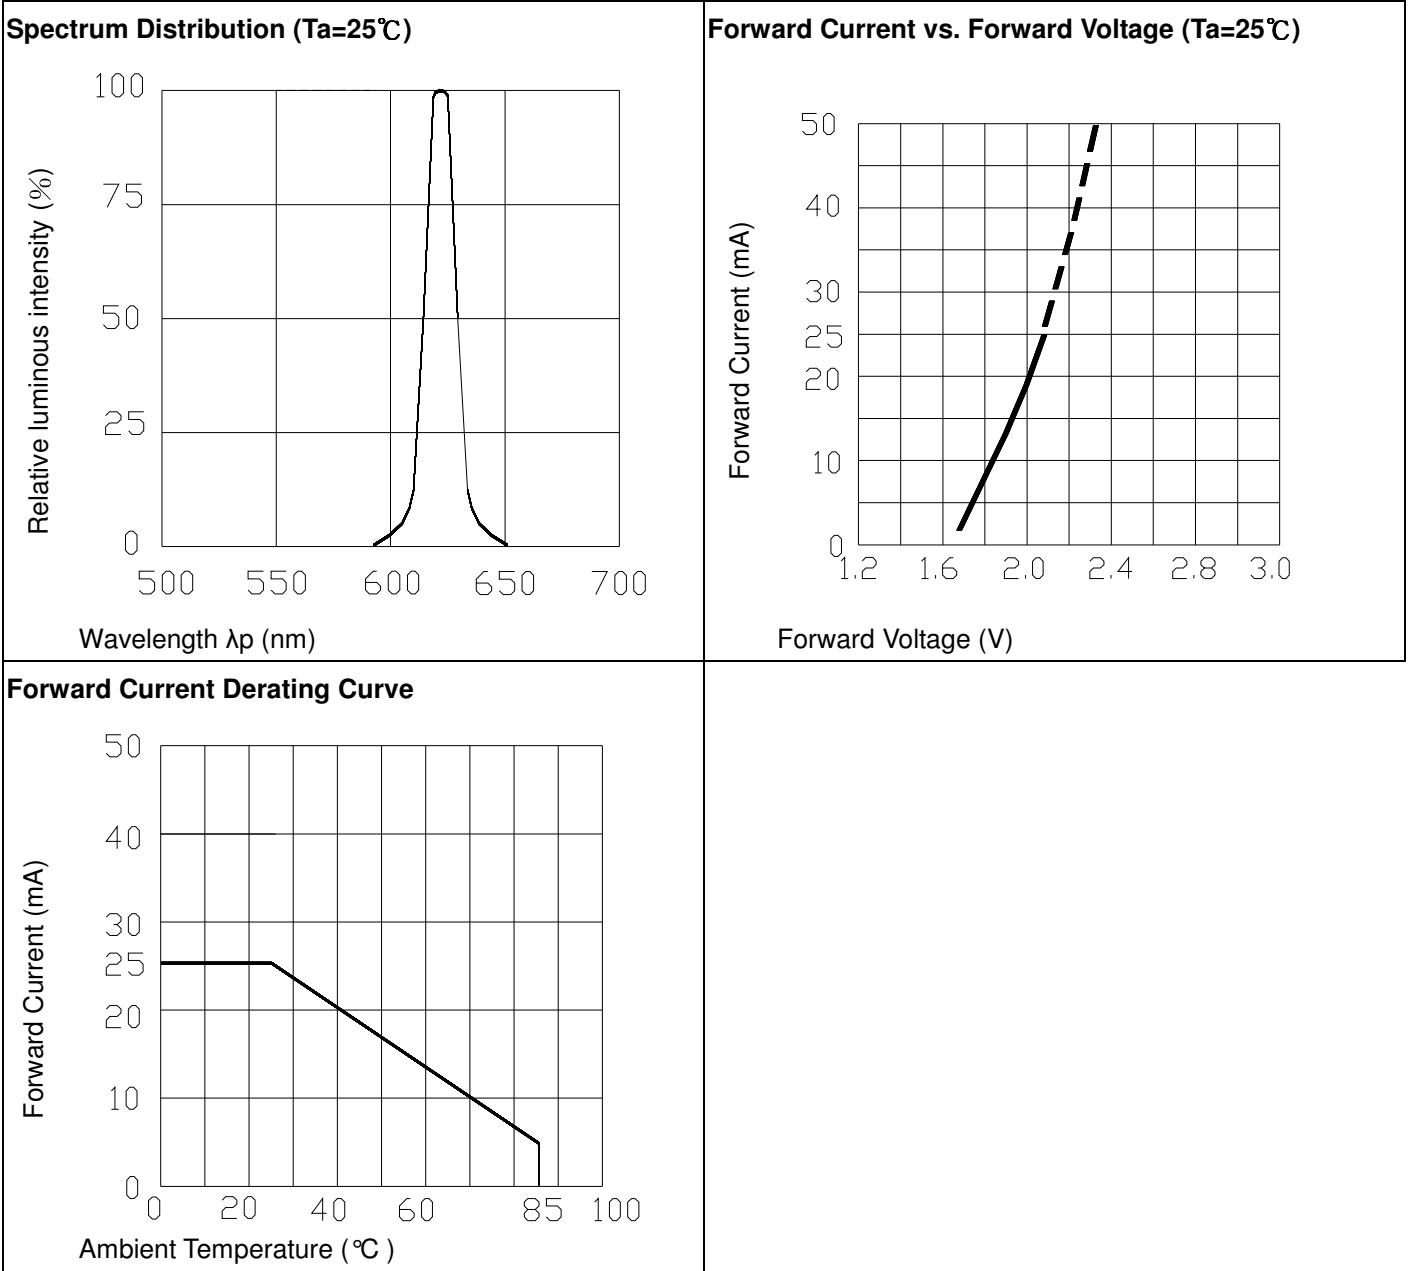 Spectrum Distribution (Ta=25℃)
100
75
50
25
0
500 550 600 650 700
Relative luminous intensity (%)
Wavelength λp (nm)
Forward Current vs. Forward Voltage (Ta=25℃)
50
40
30
25
20
10
0
1.2 1.6 2.0 2.4 2.8 3.0
Forward Current (mA)
Forward Voltage (V)
Forward Current Derating Curve
50
40
30
25
20
10
0
0 20 40 60 85 100
Forward Current (mA)
Ambient Temperature (℃ )